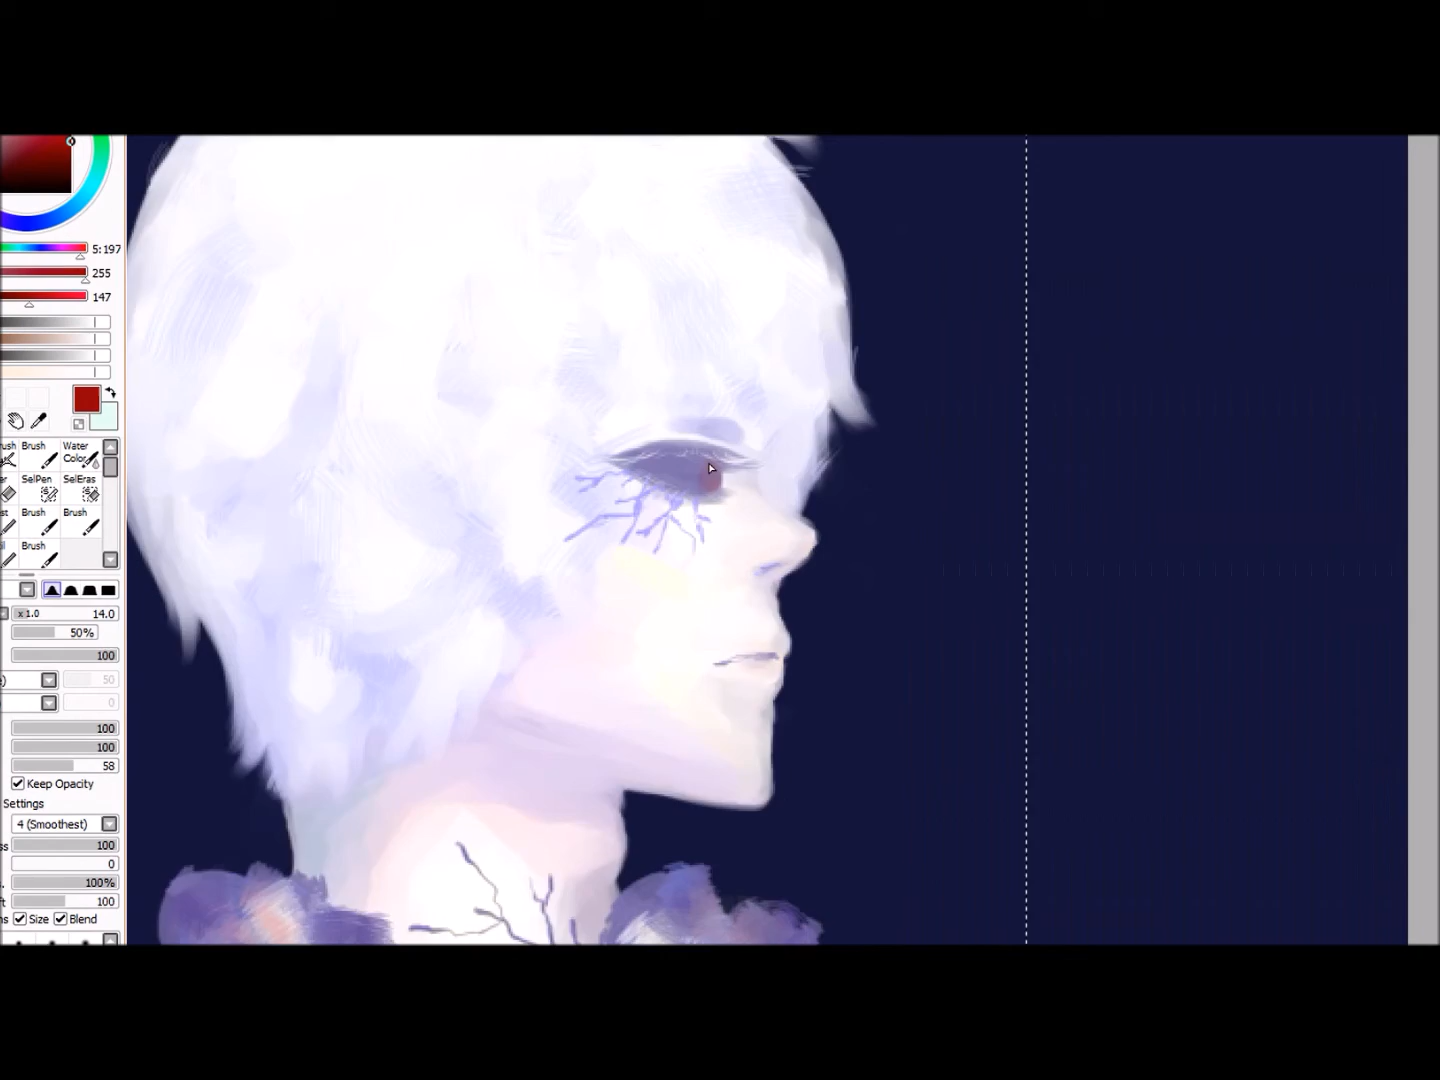 5:197
255
147
Brush
Water
Color
SelPen
SelEras
Brush
Brush
Brush
x1.0
14.0
50%
100
50
0
100
100
58
Keep Opacity
Settings
4 (Smoothest)
100
0
100%
100
Size
Blend